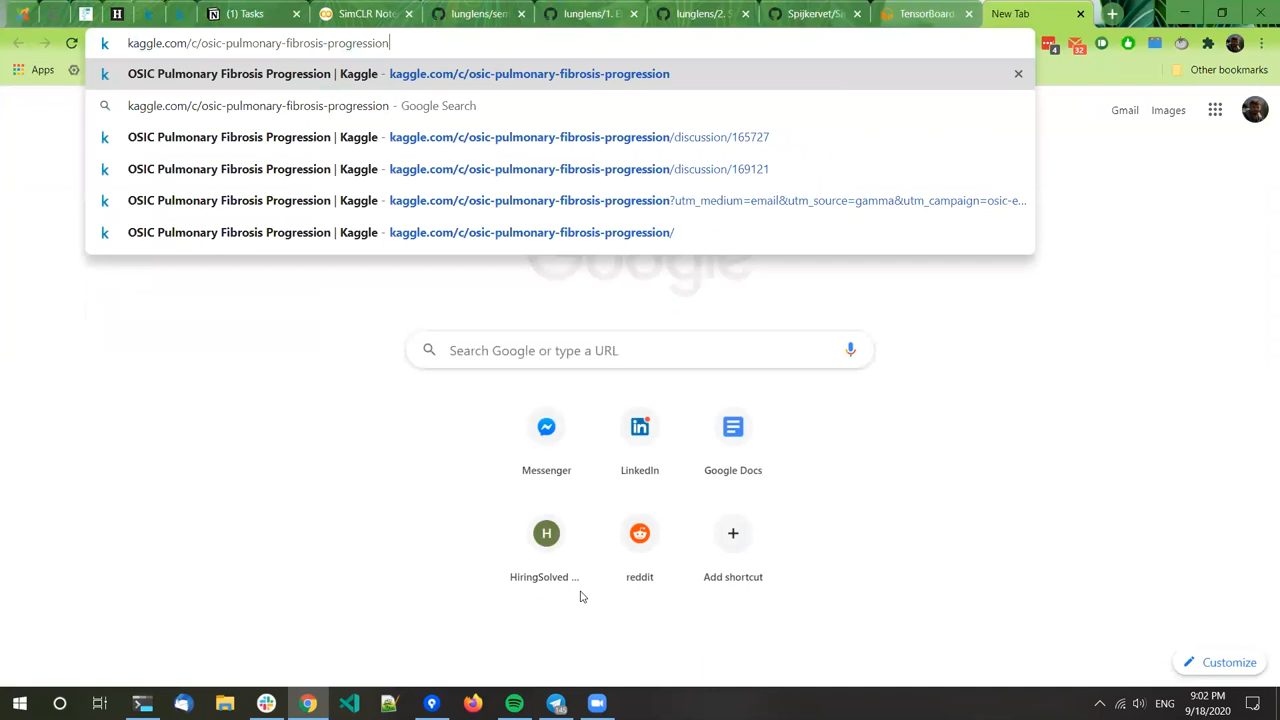 (1) Tasks
SimCLR Note
lunglens/sem
lunglens/1. E
lunglens/2. S
Spijkervet/Si
TensorBoard
New Tab
kaggle.com/c/osic-pulmonary-fibrosis-progression
4
32
Apps
Other bookmarks
OSIC Pulmonary Fibrosis Progression | Kaggle - kaggle.com/c/osic-pulmonary-fibrosis-progression
kaggle.com/c/osic-pulmonary-fibrosis-progression - Google Search
OSIC Pulmonary Fibrosis Progression | Kaggle - kaggle.com/c/osic-pulmonary-fibrosis-progression/discussion/165727
OSIC Pulmonary Fibrosis Progression | Kaggle - kaggle.com/c/osic-pulmonary-fibrosis-progression/discussion/169121
OSIC Pulmonary Fibrosis Progression | Kaggle - kaggle.com/c/osic-pulmonary-fibrosis-progression?utm_medium=email&utm_source=gamma&utm_campaign=osic-e...
OSIC Pulmonary Fibrosis Progression | Kaggle - kaggle.com/c/osic-pulmonary-fibrosis-progression/
Gmail
Images
Google
Search Google or type a URL
Messenger
LinkedIn
Google Docs
H
HiringSolved ...
reddit
Add shortcut
Customize
145
ENG
9:02 PM
9/18/2020